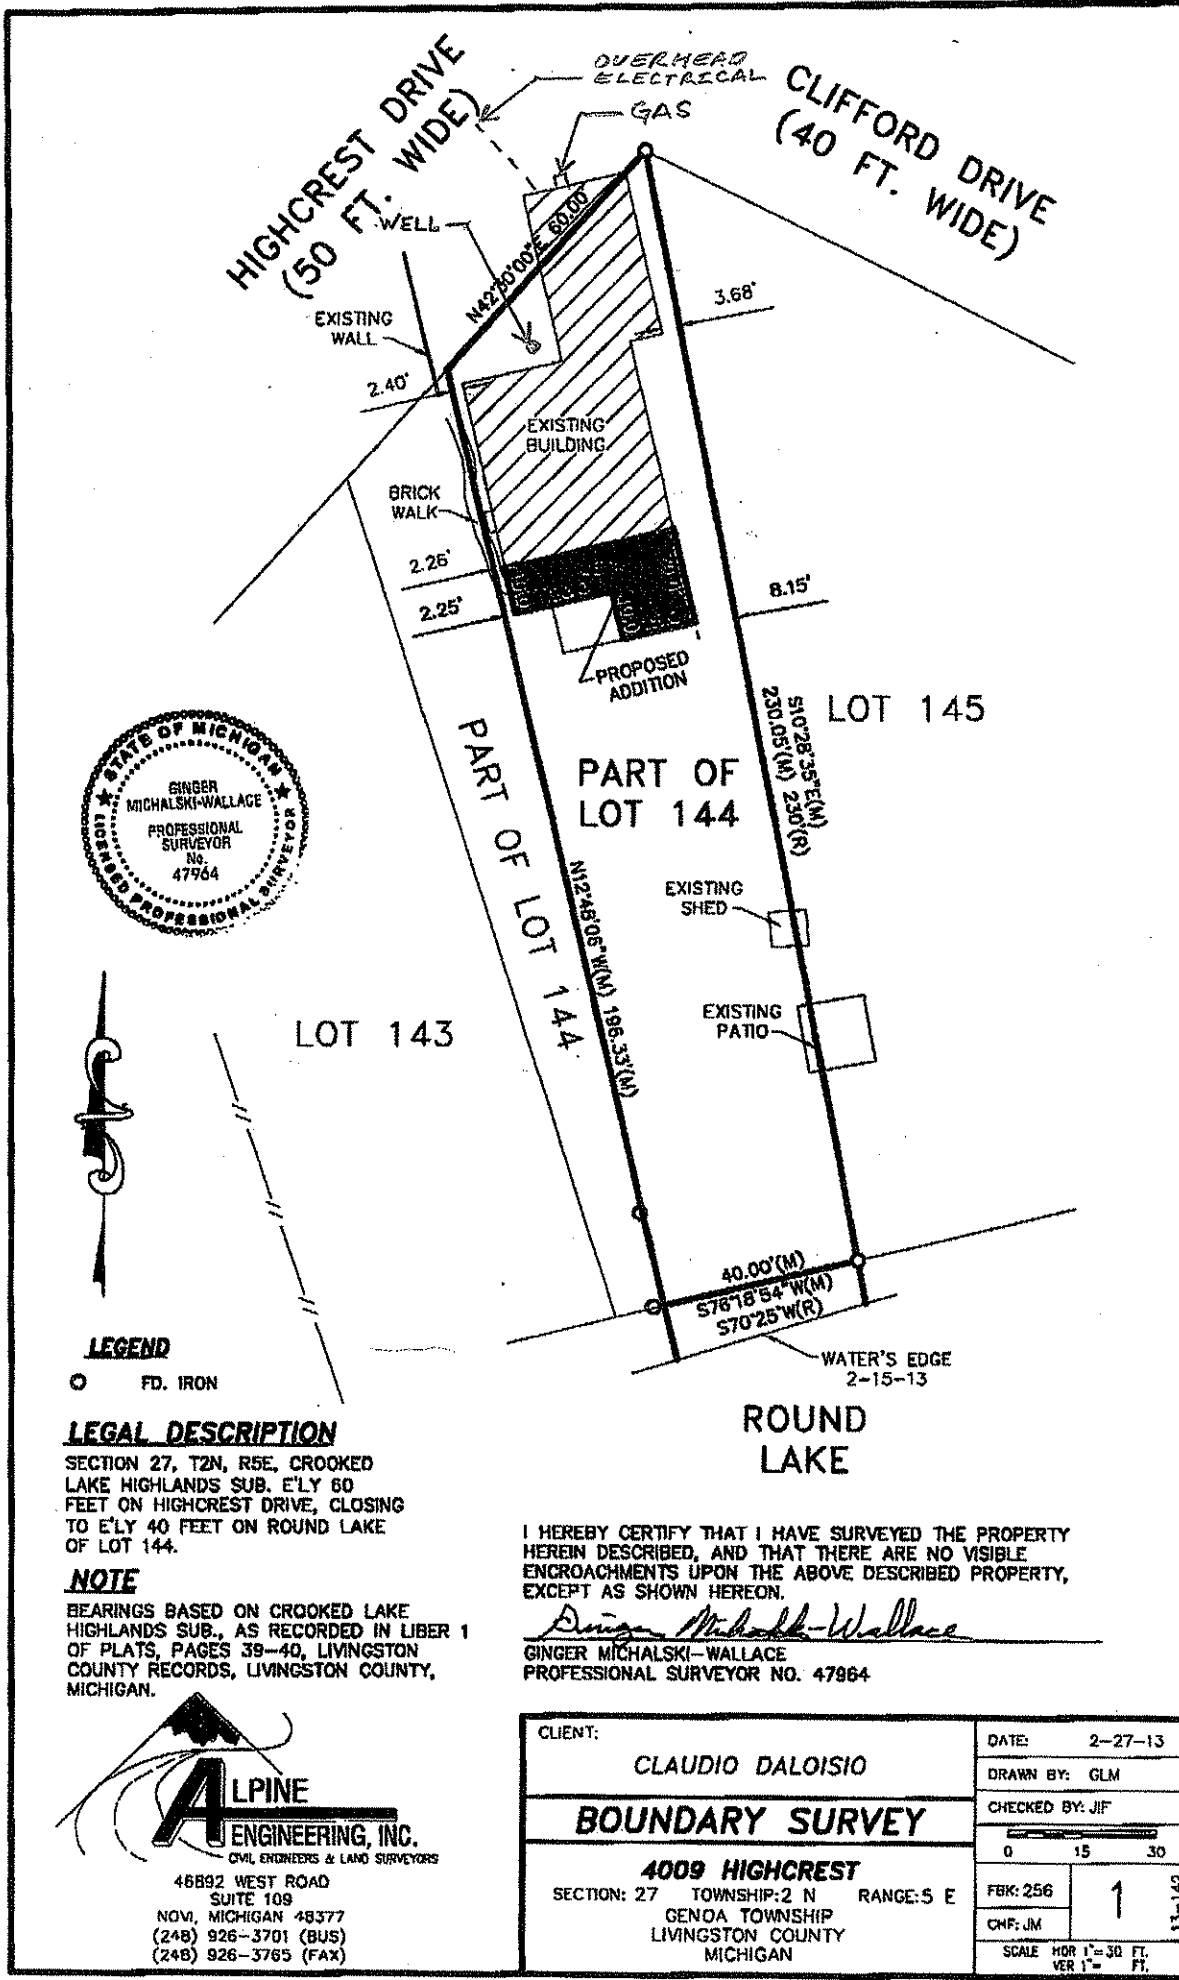 OVERHEAD
ELECTRICAL
GAS
HIGHCREST DRIVE
(50 FT. WIDE)
CLIFFORD DRIVE
(40 FT. WIDE)
WELL
N42°30'00"E 60.00'
EXISTING
WALL
3.68'
2.40'
EXISTING
BUILDING
BRICK
WALK
2.26'
2.25'
8.15'
PROPOSED
ADDITION
LOT 145
S10°28'35"E(M)
230.05'(M) 230'(R)
PART OF LOT 144
PART OF
LOT 144
STATE OF MICHIGAN
GINGER
MICHALSKI-WALLACE
PROFESSIONAL
SURVEYOR
No.
47964
LICENSED PROFESSIONAL SURVEYOR
N12°48'06"W(M) 196.33'(M)
EXISTING
SHED
EXISTING
PATIO
LOT 143
40.00'(M)
S76°18'54"W(M)
S70°25'W(R)
WATER'S EDGE
2-15-13
ROUND
LAKE
LEGEND
FD. IRON
LEGAL DESCRIPTION
SECTION 27, T2N, R5E, CROOKED
LAKE HIGHLANDS SUB. E'LY 60
FEET ON HIGHCREST DRIVE, CLOSING
TO E'LY 40 FEET ON ROUND LAKE
OF LOT 144.
NOTE
BEARINGS BASED ON CROOKED LAKE
HIGHLANDS SUB., AS RECORDED IN LIBER 1
OF PLATS, PAGES 39-40, LIVINGSTON
COUNTY RECORDS, LIVINGSTON COUNTY,
MICHIGAN.
I HEREBY CERTIFY THAT I HAVE SURVEYED THE PROPERTY
HEREIN DESCRIBED, AND THAT THERE ARE NO VISIBLE
ENCROACHMENTS UPON THE ABOVE DESCRIBED PROPERTY,
EXCEPT AS SHOWN HEREON.
Ginger Michalski-Wallace
GINGER MICHALSKI-WALLACE
PROFESSIONAL SURVEYOR NO. 47964
ALPINE
ENGINEERING, INC.
CIVIL ENGINEERS & LAND SURVEYORS
46892 WEST ROAD
SUITE 109
NOVI, MICHIGAN 48377
(248) 926-3701 (BUS)
(248) 926-3765 (FAX)
CLIENT:
CLAUDIO DALOISIO
BOUNDARY SURVEY
4009 HIGHCREST
SECTION: 27 TOWNSHIP: 2 N RANGE: 5 E
GENOA TOWNSHIP
LIVINGSTON COUNTY
MICHIGAN
DATE: 2-27-13
DRAWN BY: GLM
CHECKED BY: JIF
0 15 30
FBK: 256
CHF: JM
1
SCALE HOR 1"=30 FT.
VER 1"= FT.